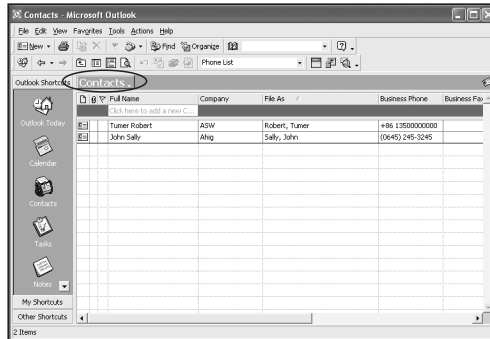 Contacts - Microsoft Outlook
File Edit View Favorites Tools Actions Help
New Find Organize
Phone List
Outlook Shortcuts Contacts
Full Name Company File As Business Phone Business Fax
Click here to add a new C...
Turner Robert ASW Robert, Turner +86 13500000000
John Sally Ahig Sally, John (0645) 245-3245
Outlook Today
Calendar
Contacts
Tasks
Notes
My Shortcuts
Other Shortcuts
2 Items